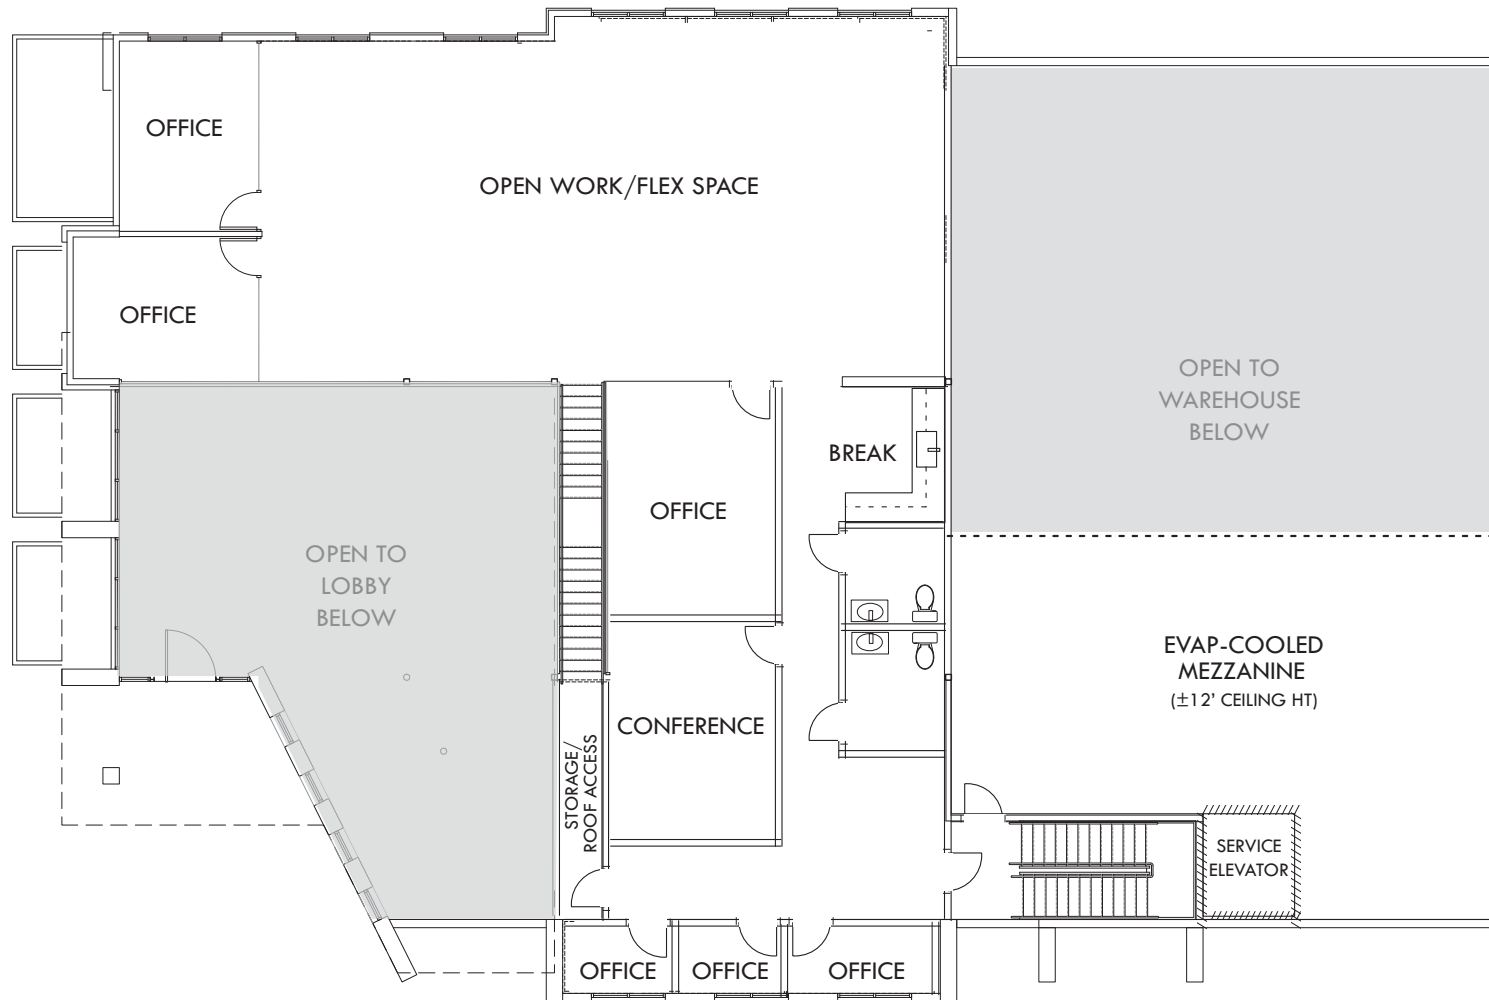 OFFICE
OPEN WORK/FLEX SPACE
OFFICE
OPEN TO
WAREHOUSE
BELOW
BREAK
OFFICE
OPEN TO
LOBBY
BELOW
EVAP-COOLED
MEZZANINE
(±12' CEILING HT)
CONFERENCE
STORAGE/
ROOF ACCESS
SERVICE
ELEVATOR
OFFICE
OFFICE
OFFICE